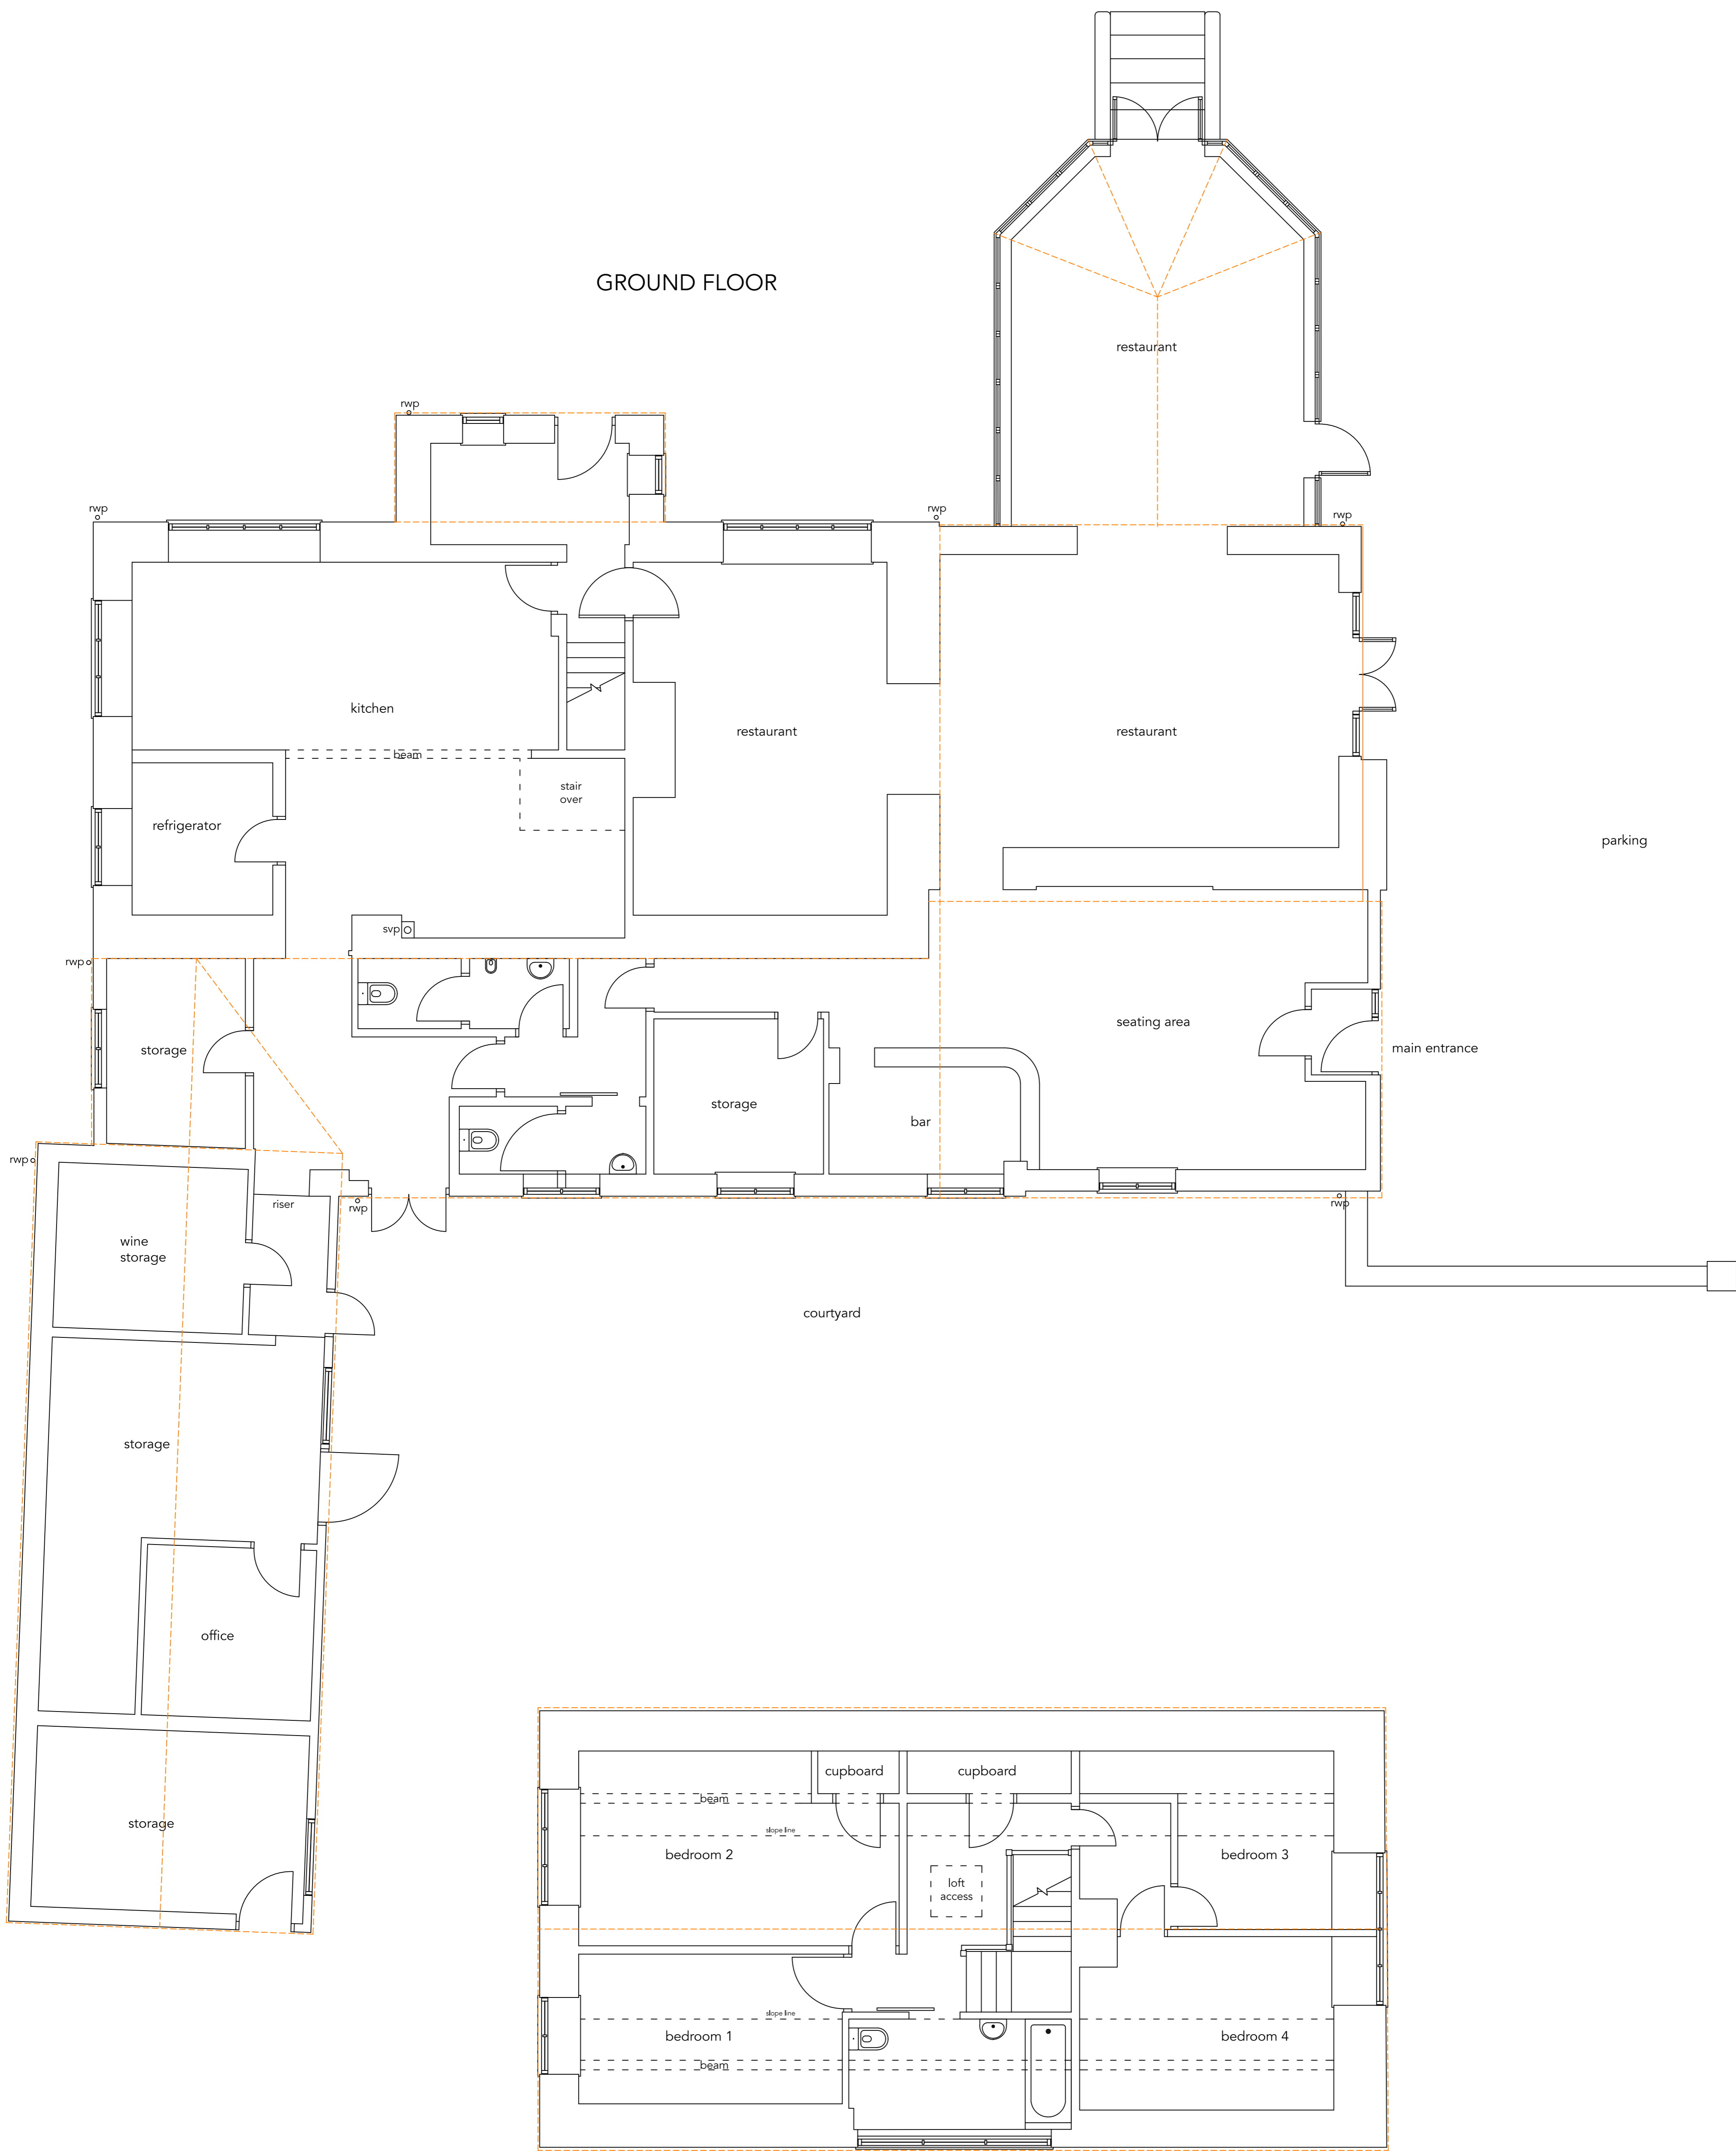 GROUND FLOOR
restaurant
rwp
rwp
rwp
rwp
kitchen
restaurant
restaurant
beam
stair
over
refrigerator
parking
svp
rwp
seating area
storage
main entrance
storage
bar
rwp
riser
rwp
rwp
wine
storage
courtyard
storage
office
cupboard
cupboard
beam
storage
slope line
bedroom 2
bedroom 3
loft
access
slope line
bedroom 1
bedroom 4
beam